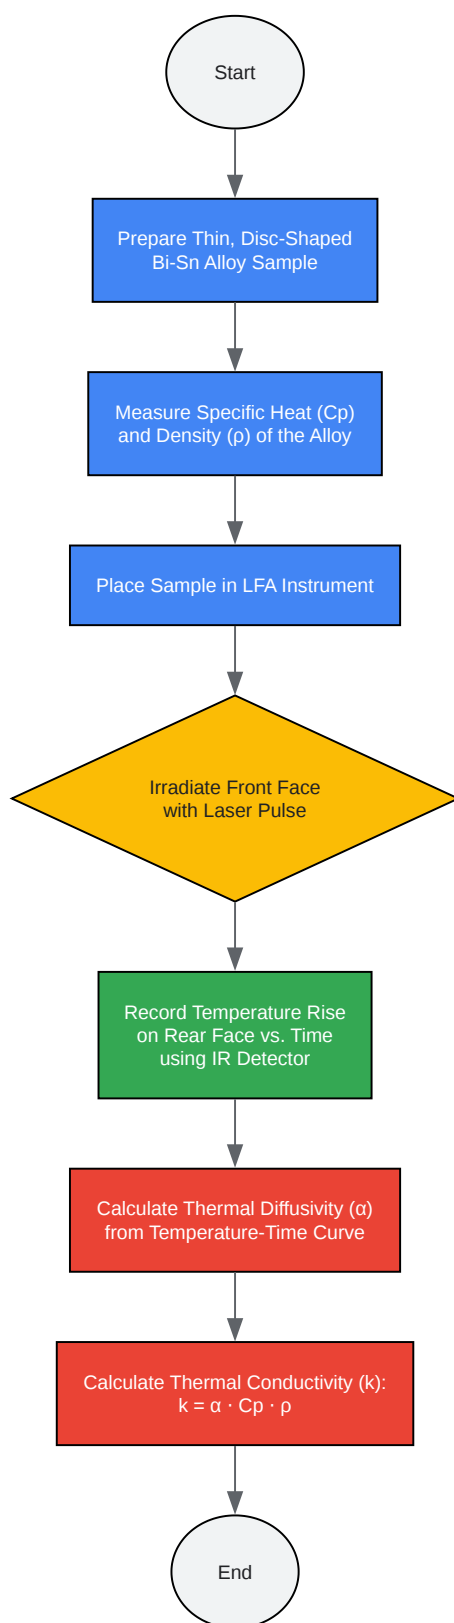 Start
Prepare Thin, Disc-Shaped
Bi-Sn Alloy Sample
Measure Specific Heat (Cp)
and Density (ρ) of the Alloy
Place Sample in LFA Instrument
Irradiate Front Face
with Laser Pulse
Record Temperature Rise
on Rear Face vs. Time
using IR Detector
Calculate Thermal Diffusivity (α)
from Temperature-Time Curve
Calculate Thermal Conductivity (k):
k = α · Cp · ρ
End